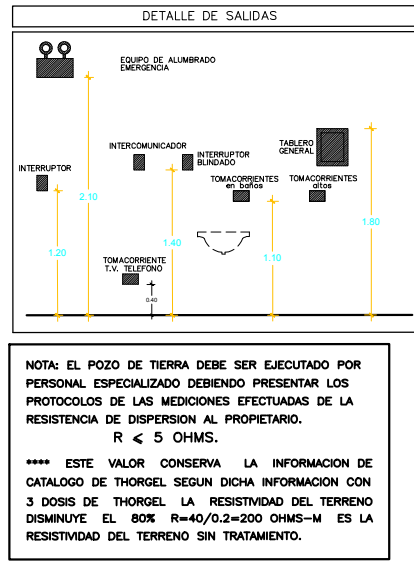 DETALLE DE SALIDAS
EQUIPO DE ALUMBRADO
EMERGENCIA
INTERCOMUNICADOR
INTERRUPTOR
BLINDADO
TABLERO
GENERAL
INTERRUPTOR
TOMACORRIENTES
en baños
TOMACORRIENTES
altos
2.10
1.20
1.40
1.10
1.80
TOMACORRIENTE
T.V. TELEFONO
0.40
NOTA: EL POZO DE TIERRA DEBE SER EJECUTADO POR
PERSONAL ESPECIALIZADO DEBIENDO PRESENTAR LOS
PROTOCOLOS DE LAS MEDICIONES EFECTUADAS DE LA
RESISTENCIA DE DISPERSION AL PROPIETARIO.
R ⩽ 5 OHMS.
**** ESTE VALOR CONSERVA LA INFORMACION DE
CATALOGO DE THORGEL SEGUN DICHA INFORMACION CON
3 DOSIS DE THORGEL LA RESISTIVIDAD DEL TERRENO
DISMINUYE EL 80% R=40/0.2=200 OHMS-M ES LA
RESISTIVIDAD DEL TERRENO SIN TRATAMIENTO.